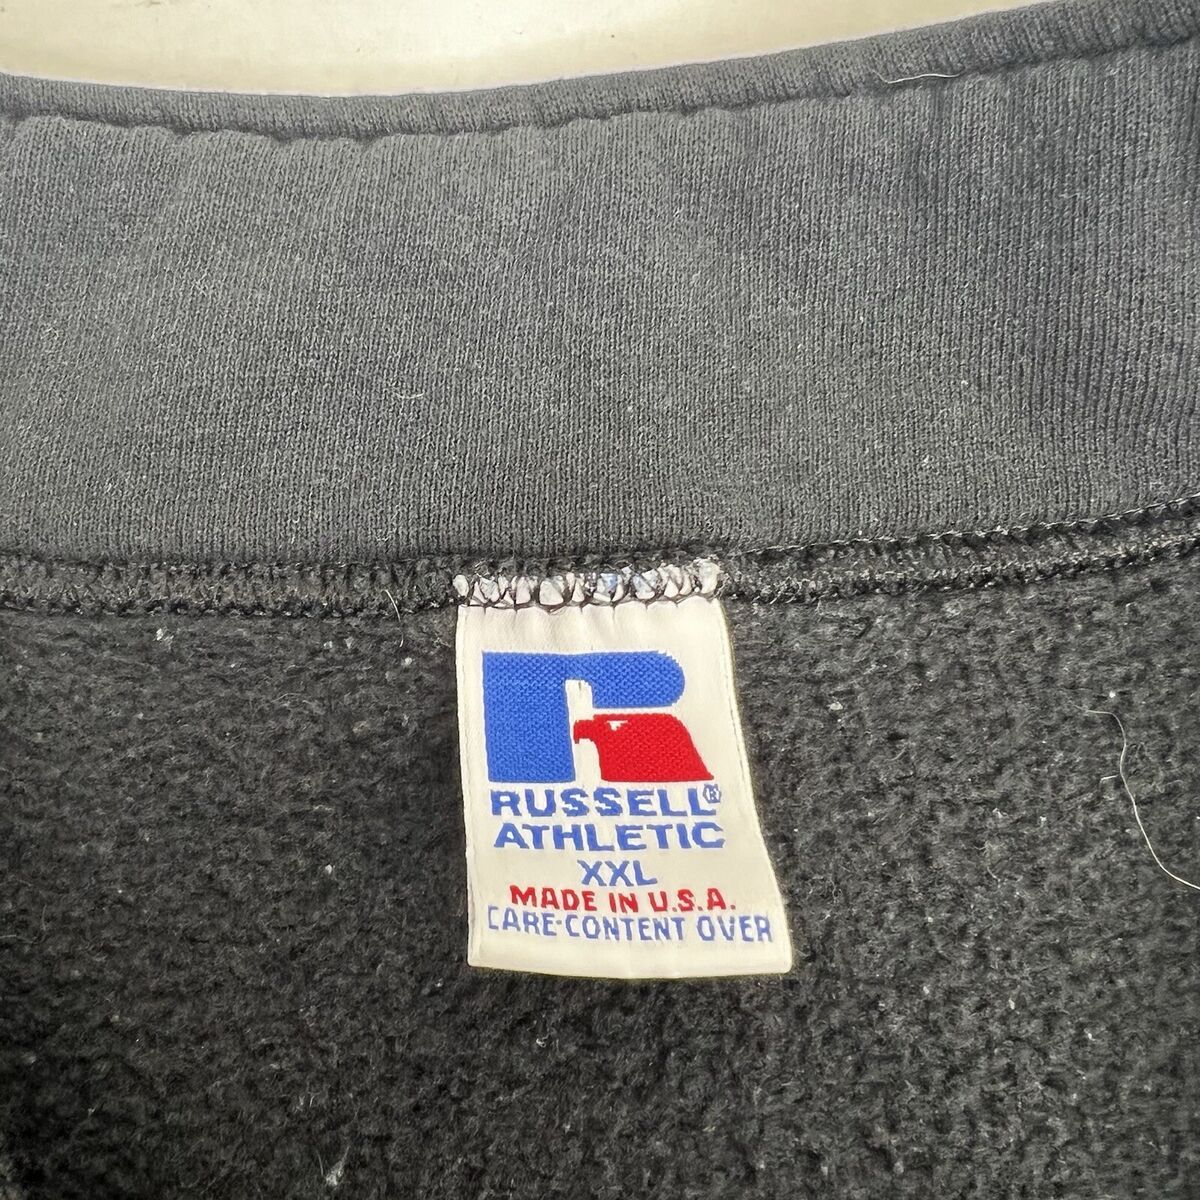 RUSSELL®
ATHLETIC
XXL
MADE IN U.S.A.
CARE-CONTENT OVER